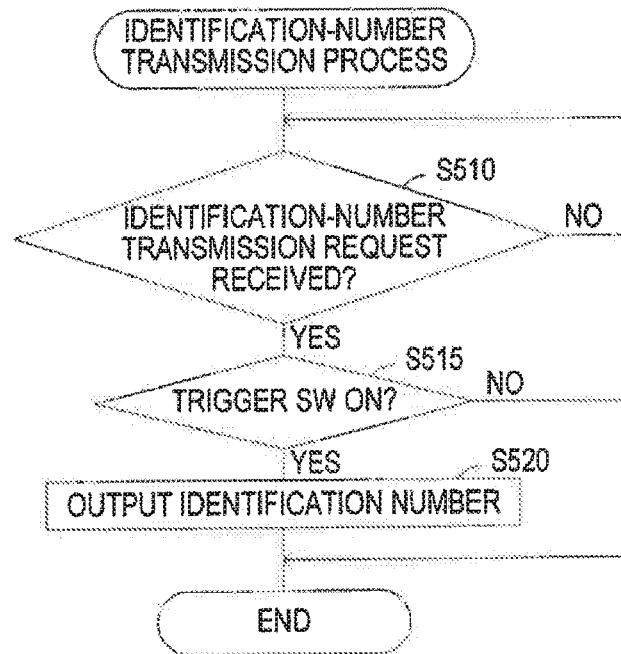 IDENTIFICATION-NUMBER
TRANSMISSION PROCESS
S510
IDENTIFICATION-NUMBER
TRANSMISSION REQUEST
RECEIVED?
NO
YES
S515
TRIGGER SW ON?
NO
YES
S520
OUTPUT IDENTIFICATION NUMBER
END